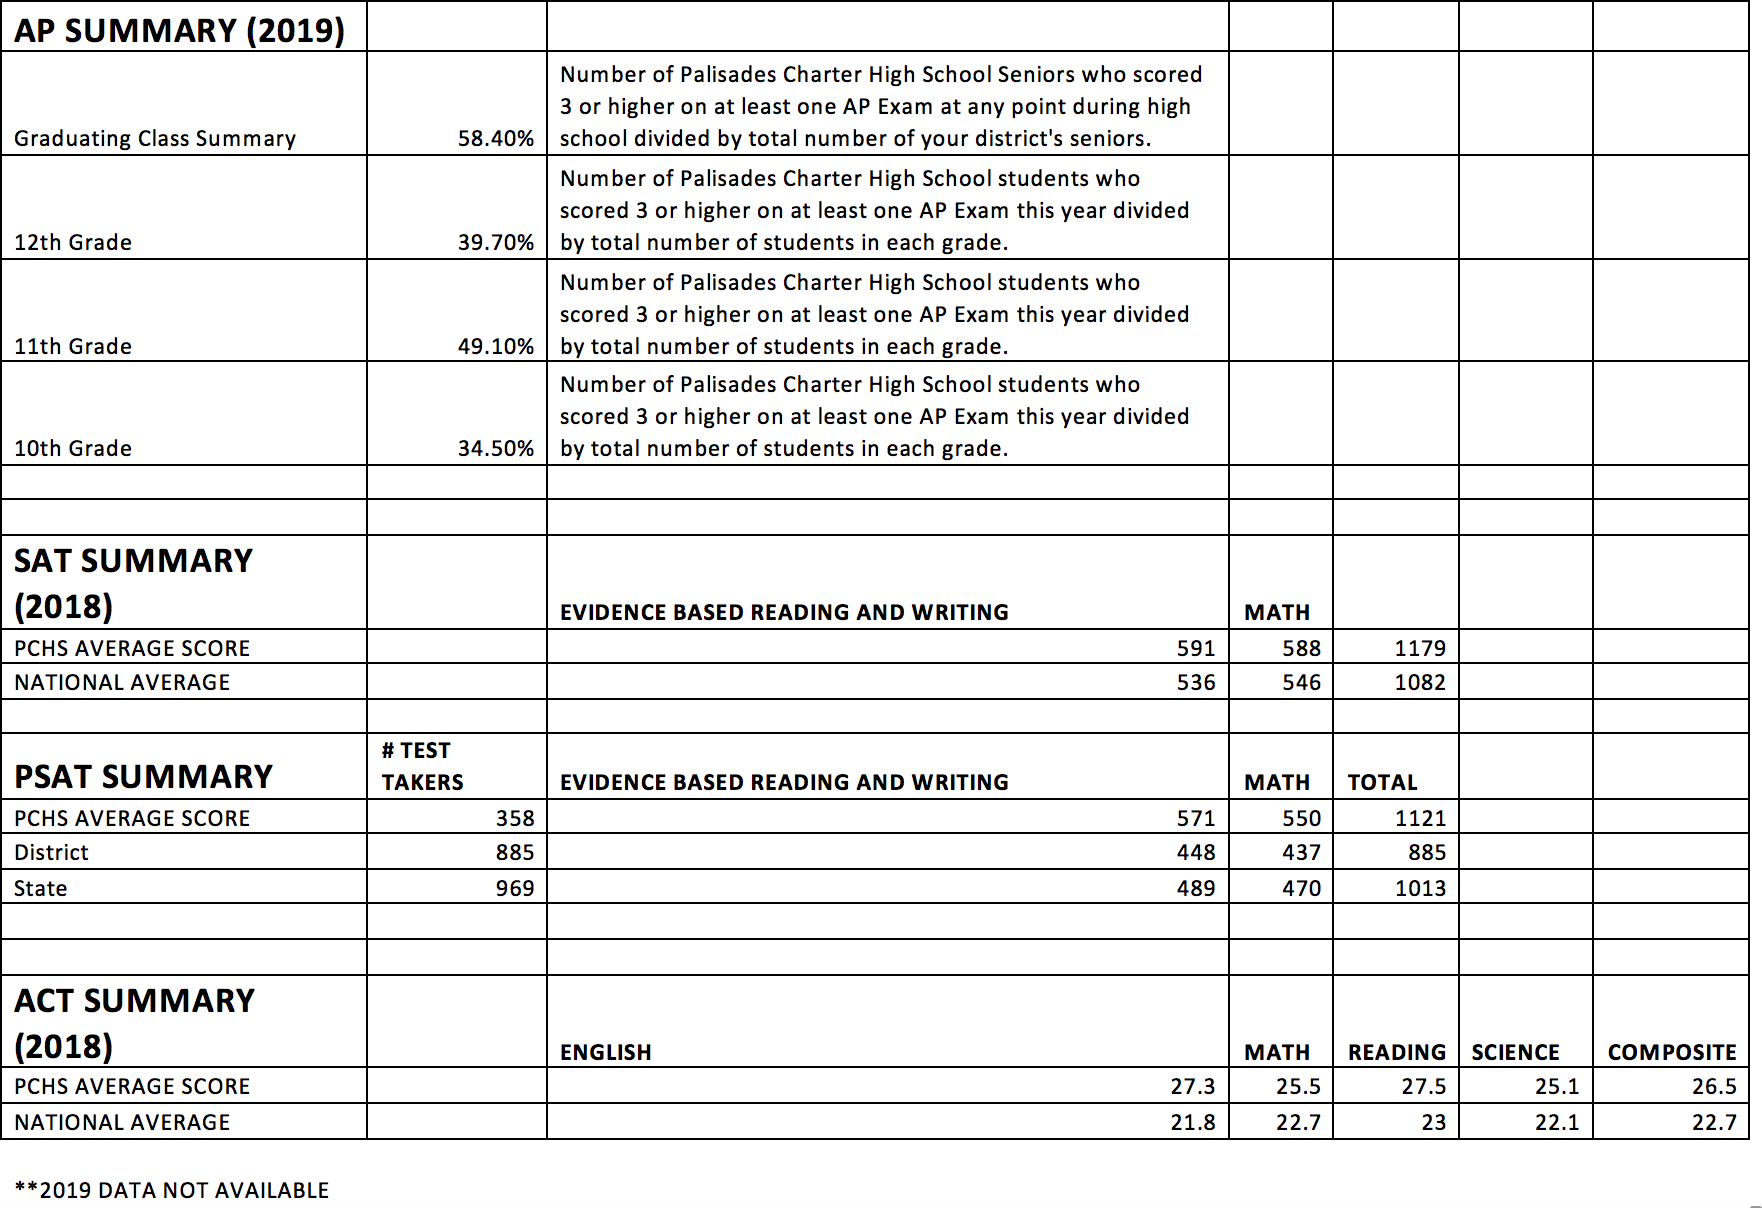 AP SUMMARY (2019)
Number of Palisades Charter High School Seniors who scored
3 or higher on at least one AP Exam at any point during high
Graduating Class Summary 58.40% school divided by total number of your district's seniors.
Number of Palisades Charter High School students who
scored 3 or higher on at least one AP Exam this year divided
12th Grade 39.70% by total number of students in each grade.
Number of Palisades Charter High School students who
scored 3 or higher on at least one AP Exam this year divided
11th Grade 49.10% by total number of students in each grade.
Number of Palisades Charter High School students who
scored 3 or higher on at least one AP Exam this year divided
10th Grade 34.50% by total number of students in each grade.
SAT SUMMARY
(2018) EVIDENCE BASED READING AND WRITING MATH
PCHS AVERAGE SCORE 591 588 1179
NATIONAL AVERAGE 536 546 1082
# TEST
PSAT SUMMARY TAKERS EVIDENCE BASED READING AND WRITING MATH TOTAL
PCHS AVERAGE SCORE 358 571 550 1121
District 885 448 437 885
State 969 489 470 1013
ACT SUMMARY
(2018) ENGLISH MATH READING SCIENCE COMPOSITE
PCHS AVERAGE SCORE 27.3 25.5 27.5 25.1 26.5
NATIONAL AVERAGE 21.8 22.7 23 22.1 22.7
**2019 DATA NOT AVAILABLE